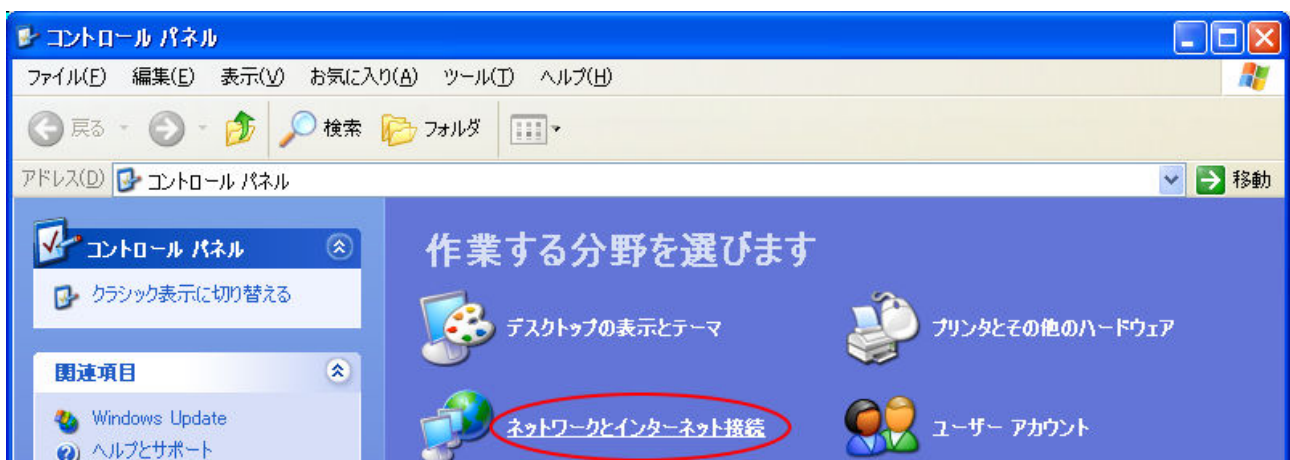 コントロール パネル
ファイル(F) 編集(E) 表示(V) お気に入り(A) ツール(T) ヘルプ(H)
戻る 検索 フォルダ
アドレス(D) コントロール パネル 移動
コントロール パネル
クラシック表示に切り替える
関連項目
Windows Update
ヘルプとサポート
作業する分野を選びます
デスクトップの表示とテーマ
プリンタとその他のハードウェア
ネットワークとインターネット接続
ユーザー アカウント